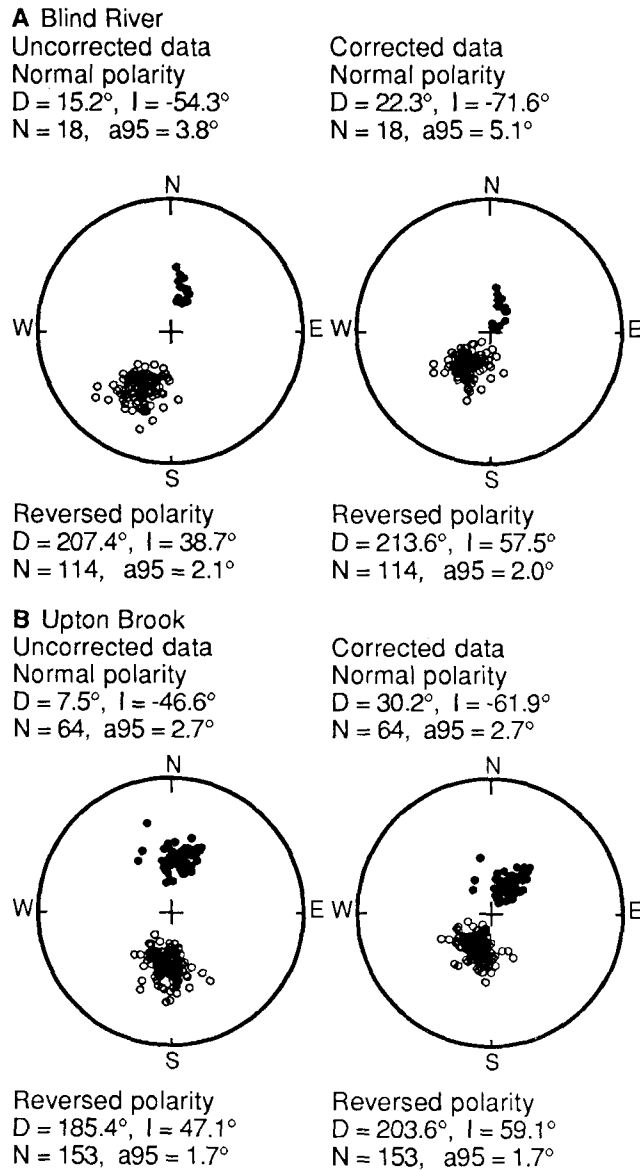 A Blind River
Uncorrected data
Normal polarity
D = 15.2°, I = -54.3°
N = 18, a95 = 3.8°
Corrected data
Normal polarity
D = 22.3°, I = -71.6°
N = 18, a95 = 5.1°
N
W
E
S
N
W
E
S
Reversed polarity
D = 207.4°, I = 38.7°
N = 114, a95 = 2.1°
Reversed polarity
D = 213.6°, I = 57.5°
N = 114, a95 = 2.0°
B Upton Brook
Uncorrected data
Normal polarity
D = 7.5°, I = -46.6°
N = 64, a95 = 2.7°
Corrected data
Normal polarity
D = 30.2°, I = -61.9°
N = 64, a95 = 2.7°
N
W
E
S
N
W
E
S
Reversed polarity
D = 185.4°, I = 47.1°
N = 153, a95 = 1.7°
Reversed polarity
D = 203.6°, I = 59.1°
N = 153, a95 = 1.7°